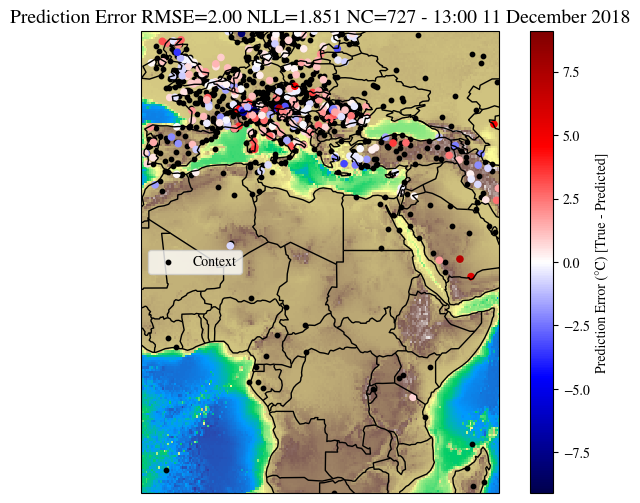 Prediction Error RMSE=2.00 NLL=1.851 NC=727 - 13:00 11 December 2018
Context
7.5
5.0
2.5
0.0
−2.5
−5.0
−7.5
Prediction Error (°C) [True - Predicted]